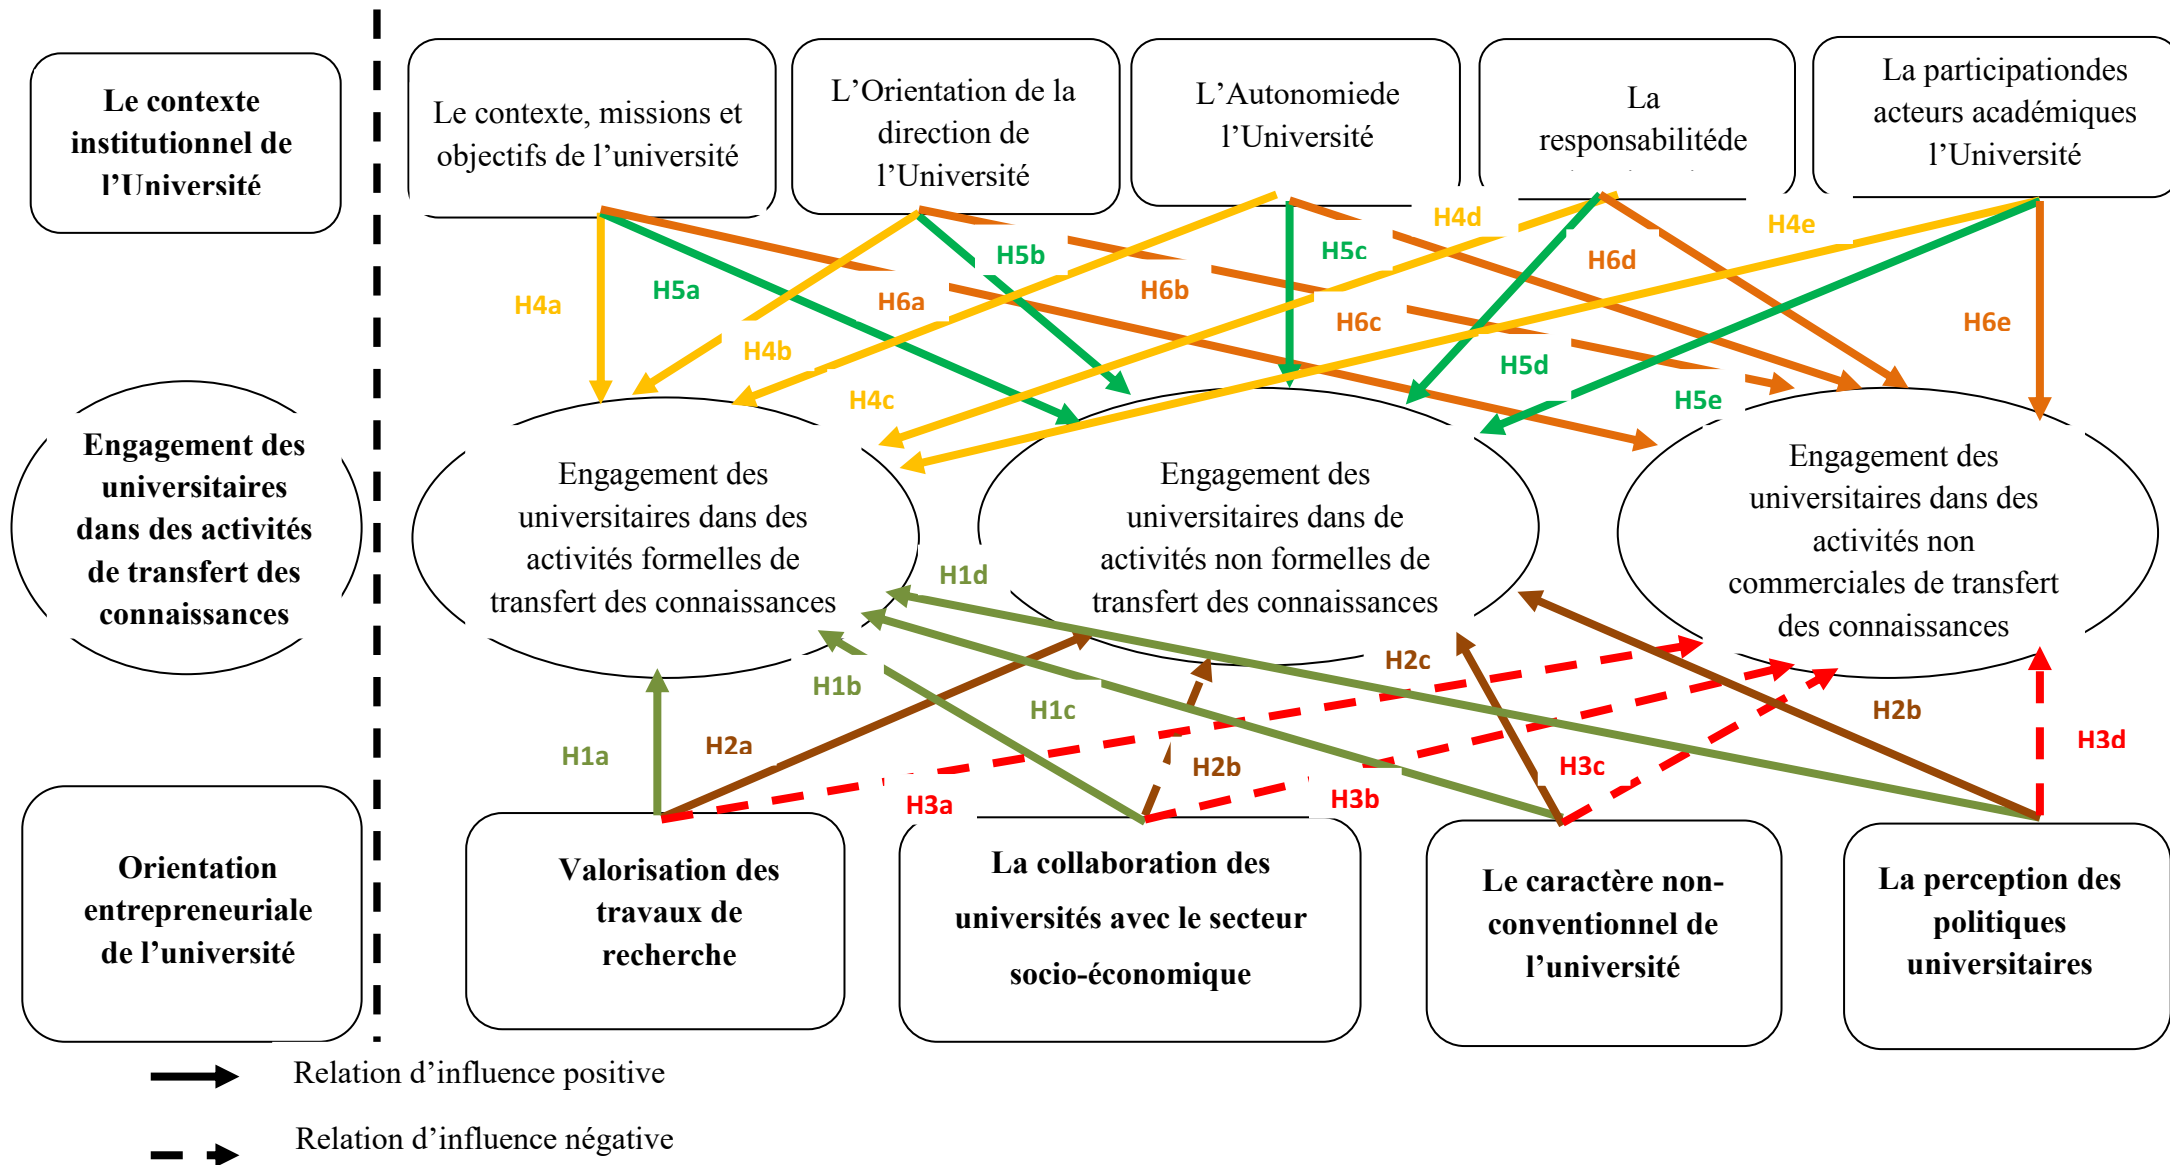 Le contexte
institutionnel de
l’Université
Le contexte, missions et
objectifs de l’université
L’Orientation de la
direction de
l’Université
L’Autonomiede
l’Université
La
responsabilitéde
La participationdes
acteurs académiques
l’Université
H4a
H5a
H4b
H6a
H5b
H4c
H6b
H5c
H6c
H4d
H5d
H6d
H5e
H4e
H6e
Engagement des
universitaires
dans des activités
de transfert des
connaissances
Engagement des
universitaires dans des
activités formelles de
transfert des connaissances
Engagement des
universitaires dans de
activités non formelles de
transfert des connaissances
Engagement des
universitaires dans des
activités non
commerciales de transfert
des connaissances
H1a
H2a
H1b
H3a
H1d
H1c
H2b
H3b
H2c
H3c
H2b
H3d
Orientation
entrepreneuriale
de l’université
Valorisation des
travaux de
recherche
La collaboration des
universités avec le secteur
socio-économique
Le caractère non-
conventionnel de
l’université
La perception des
politiques
universitaires
Relation d’influence positive
Relation d’influence négative